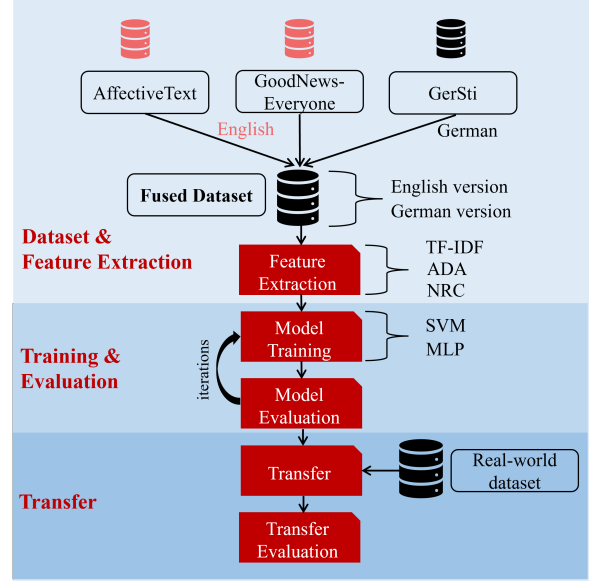 AffectiveText
GoodNews-
Everyone
GerSti
English
German
Fused Dataset
English version
German version
Dataset &
Feature Extraction
Feature
Extraction
TF-IDF
ADA
NRC
Training &
Evaluation
iterations
Model
Training
SVM
MLP
Model
Evaluation
Transfer
Transfer
Real-world
dataset
Transfer
Evaluation